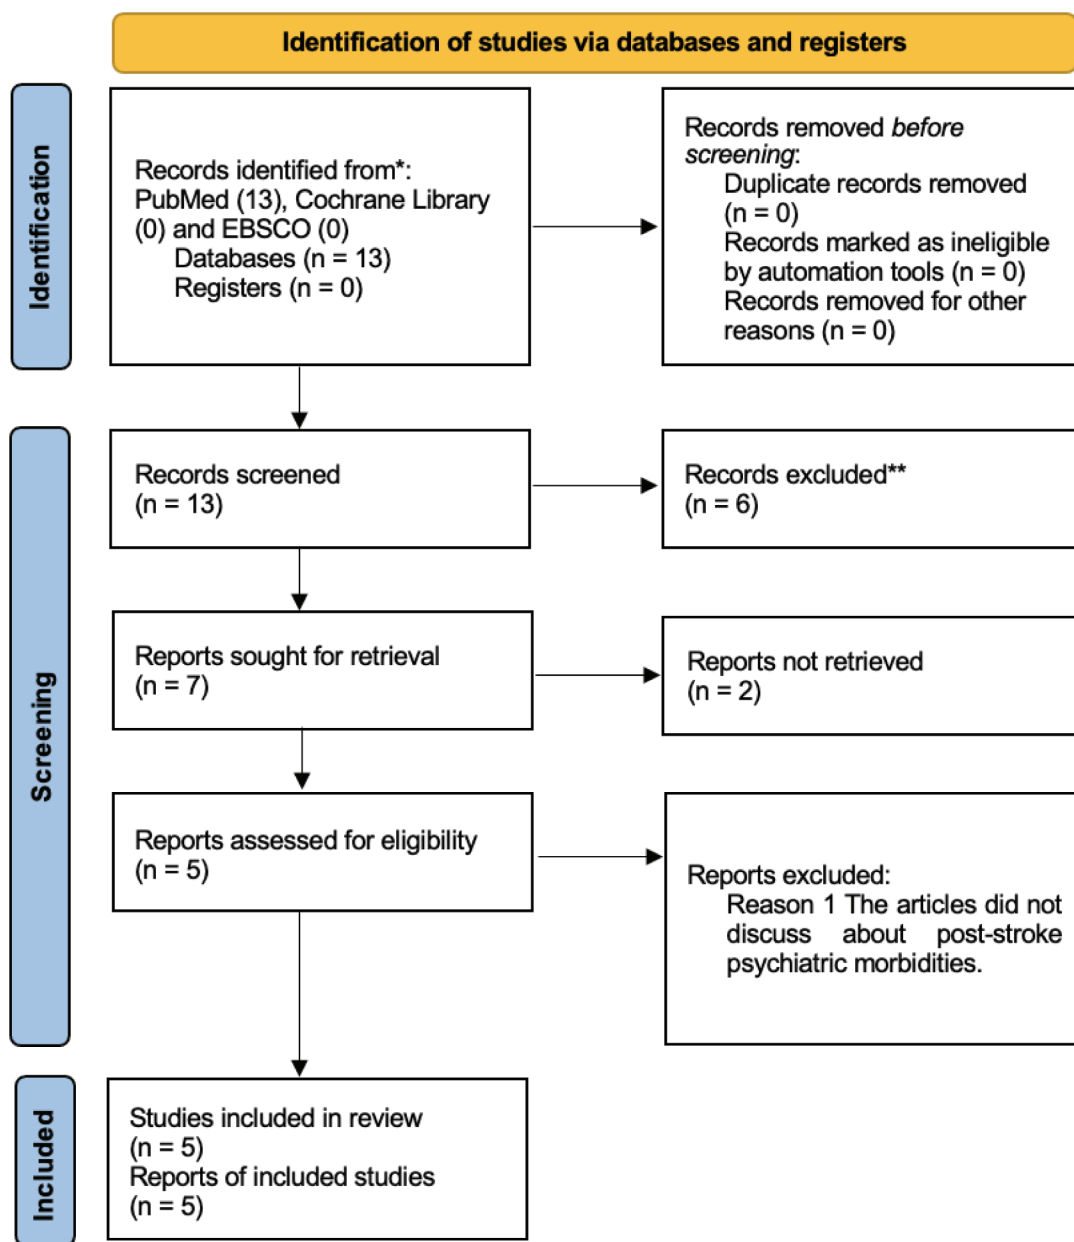 Identification of studies via databases and registers
Identification
Records identified from*:
PubMed (13), Cochrane Library
(0) and EBSCO (0)
Databases (n = 13)
Registers (n = 0)
Records removed before
screening:
Duplicate records removed
(n = 0)
Records marked as ineligible
by automation tools (n = 0)
Records removed for other
reasons (n = 0)
Screening
Records screened
(n = 13)
Records excluded**
(n = 6)
Reports sought for retrieval
(n = 7)
Reports not retrieved
(n = 2)
Reports assessed for eligibility
(n = 5)
Reports excluded:
Reason 1 The articles did not
discuss about post-stroke
psychiatric morbidities.
Included
Studies included in review
(n = 5)
Reports of included studies
(n = 5)